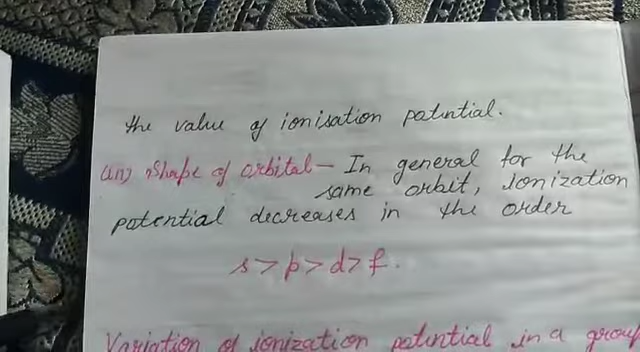 the value of ionisation potential.
(iii) Shape of orbital - In general for the
same orbit, Ionization
potential decreases in the order
s > p > d > f.
Variation of ionization potential in a group